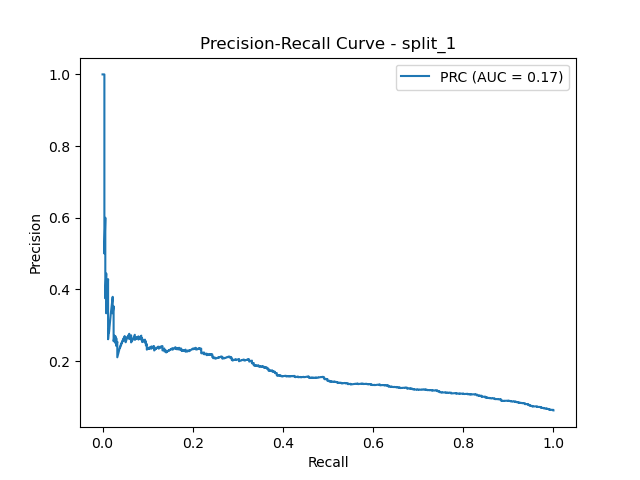 Precision-Recall Curve - split_1
PRC (AUC = 0.17)
Precision
1.0
0.8
0.6
0.4
0.2
0.0 0.2 0.4 0.6 0.8 1.0
Recall